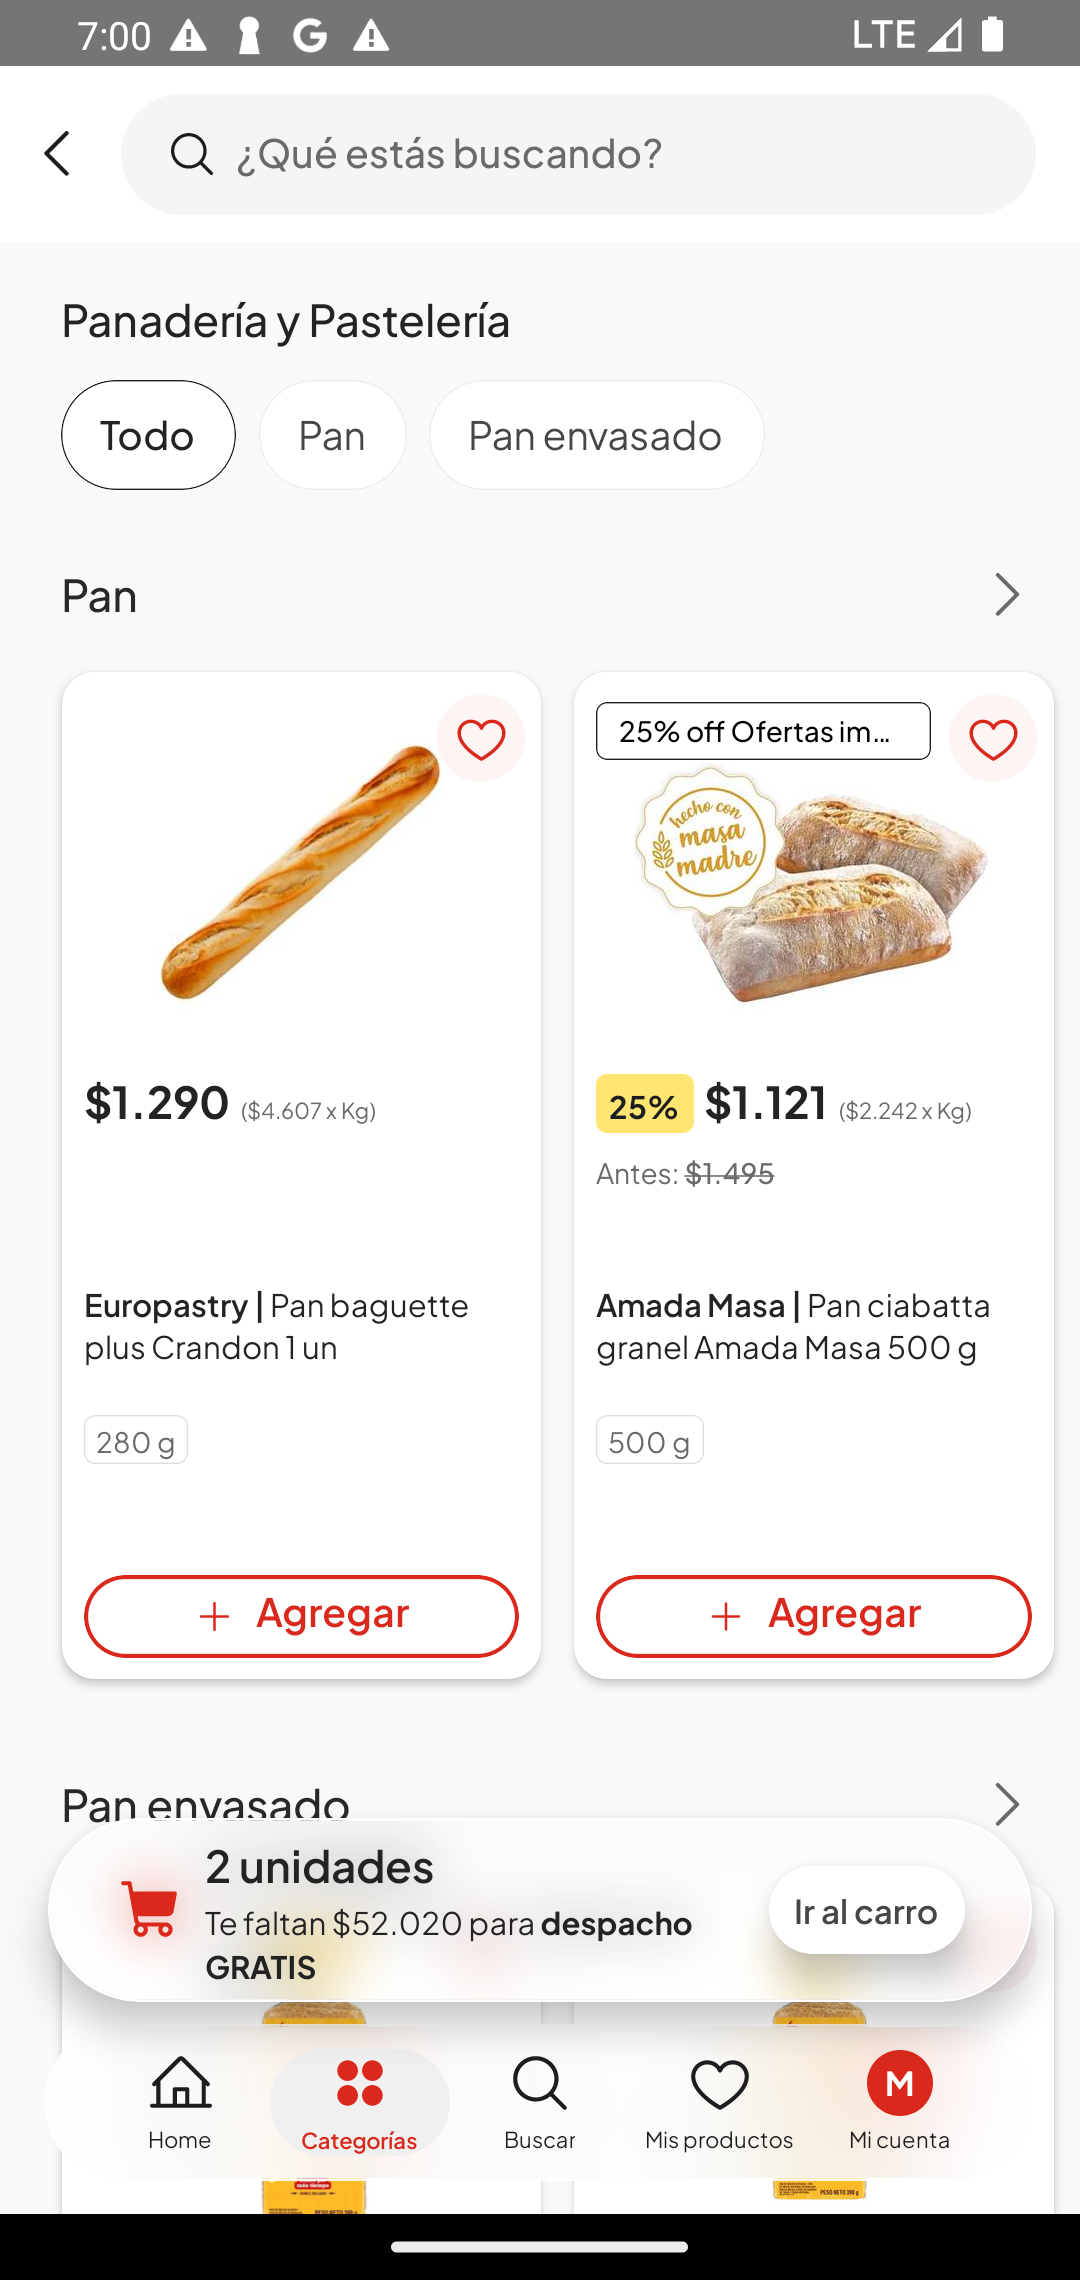 7:00
LTE
¿Qué estás buscando?
Panadería y Pastelería
Todo
Pan
Pan envasado
Pan
25% off Ofertas im...
hecho con
masa
madre
$1.290 ($4.607 x Kg)
25% $1.121 ($2.242 x Kg)
Antes: $1.495
Europastry | Pan baguette
plus Crandon 1 un
Amada Masa | Pan ciabatta
granel Amada Masa 500 g
280 g
500 g
+ Agregar
+ Agregar
Pan envasado
2 unidades
Te faltan $52.020 para despacho
GRATIS
Ir al carro
Home
Categorías
Buscar
Mis productos
M
Mi cuenta
más tiempo